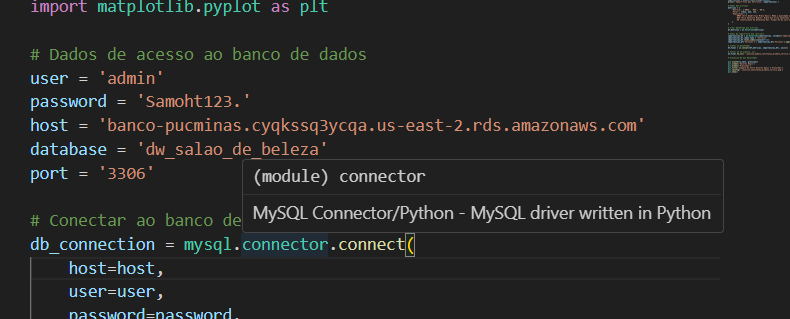 import matplotlib.pyplot as plt
# Dados de acesso ao banco de dados
user = 'admin'
password = 'Samoht123.'
host = 'banco-pucminas.cyqkssq3ycqa.us-east-2.rds.amazonaws.com'
database = 'dw_salao_de_beleza'
port = '3306'
(module) connector
MySQL Connector/Python - MySQL driver written in Python
# Conectar ao banco de
db_connection = mysql.connector.connect(
host=host,
user=user,
password=password,